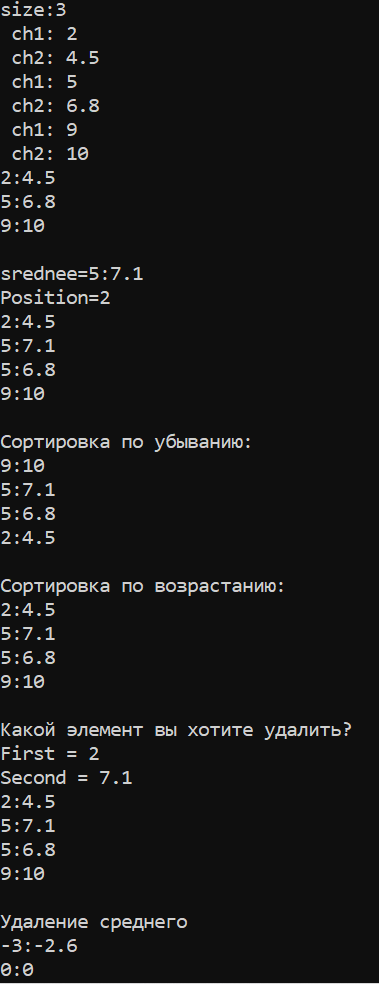 size:3
ch1: 2
ch2: 4.5
ch1: 5
ch2: 6.8
ch1: 9
ch2: 10
2:4.5
5:6.8
9:10
srednee=5:7.1
Position=2
2:4.5
5:7.1
5:6.8
9:10
Сортировка по убыванию:
9:10
5:7.1
5:6.8
2:4.5
Сортировка по возрастанию:
2:4.5
5:7.1
5:6.8
9:10
Какой элемент вы хотите удалить?
First = 2
Second = 7.1
2:4.5
5:7.1
5:6.8
9:10
Удаление среднего
-3:-2.6
0:0